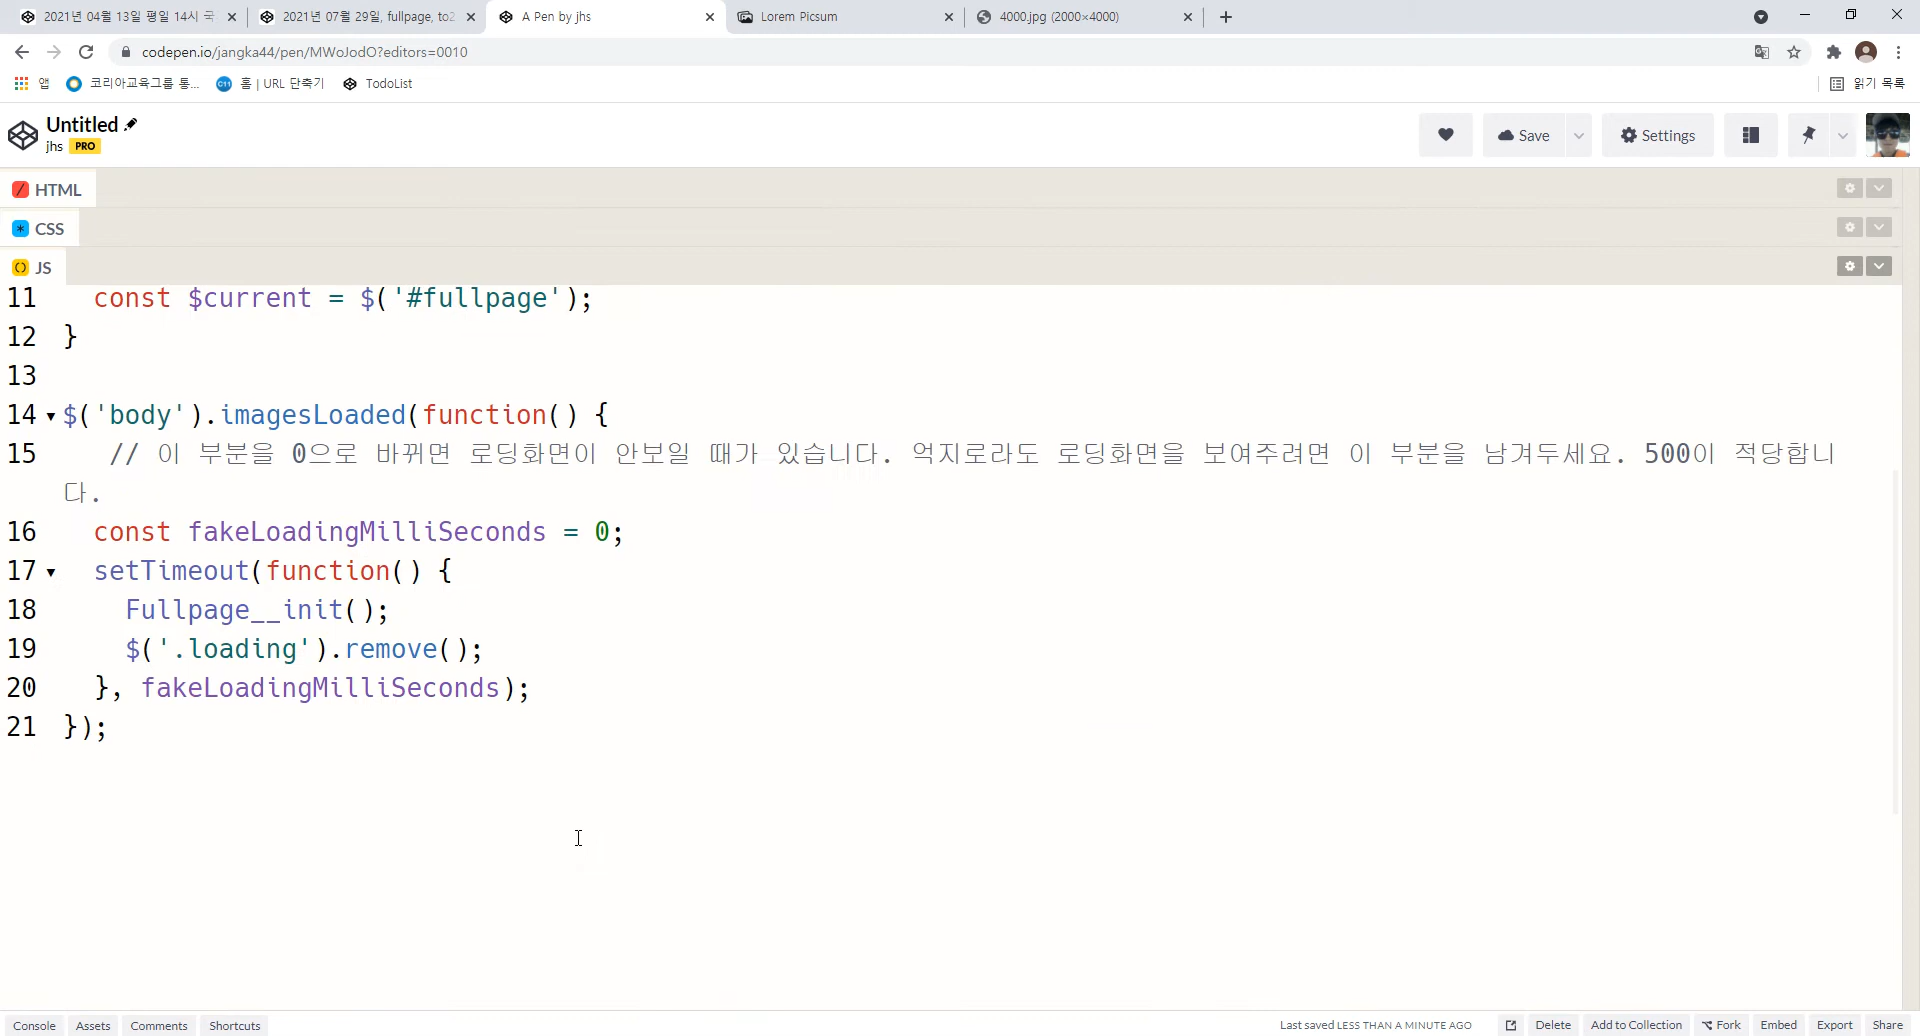 2021년 04월 13일 평일 14시 국
2021년 07월 29일, fullpage, to2
A Pen by jhs
Lorem Picsum
4000.jpg (2000×4000)
codepen.io/jangka44/pen/MWoJodO?editors=0010
앱
코리아교육그룹 통...
홈 | URL 단축기
TodoList
읽기 목록
Untitled
jhs PRO
Save
Settings
HTML
CSS
JS
11 const $current = $('#fullpage');
12 }
13
14 $('body').imagesLoaded(function() {
15 // 이 부분을 0으로 바뀌면 로딩화면이 안보일 때가 있습니다. 억지로라도 로딩화면을 보여주려면 이 부분을 남겨두세요. 500이 적당합니
다.
16 const fakeLoadingMilliSeconds = 0;
17 setTimeout(function() {
18 Fullpage__init();
19 $('.loading').remove();
20 }, fakeLoadingMilliSeconds);
21 });
Console
Assets
Comments
Shortcuts
Last saved LESS THAN A MINUTE AGO
Delete
Add to Collection
Fork
Embed
Export
Share